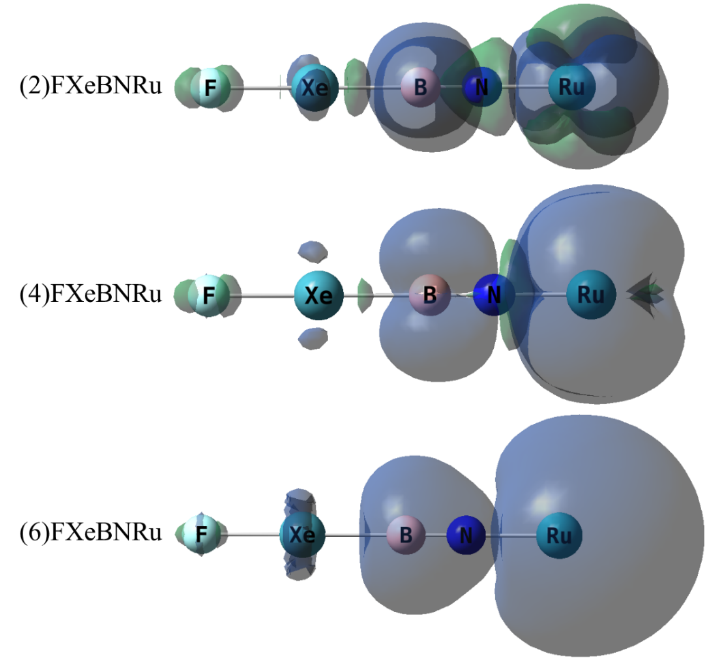 (2)FXeBNRu F Xe B N Ru
(4)FXeBNRu F Xe B N Ru
(6)FXeBNRu F Xe B N Ru